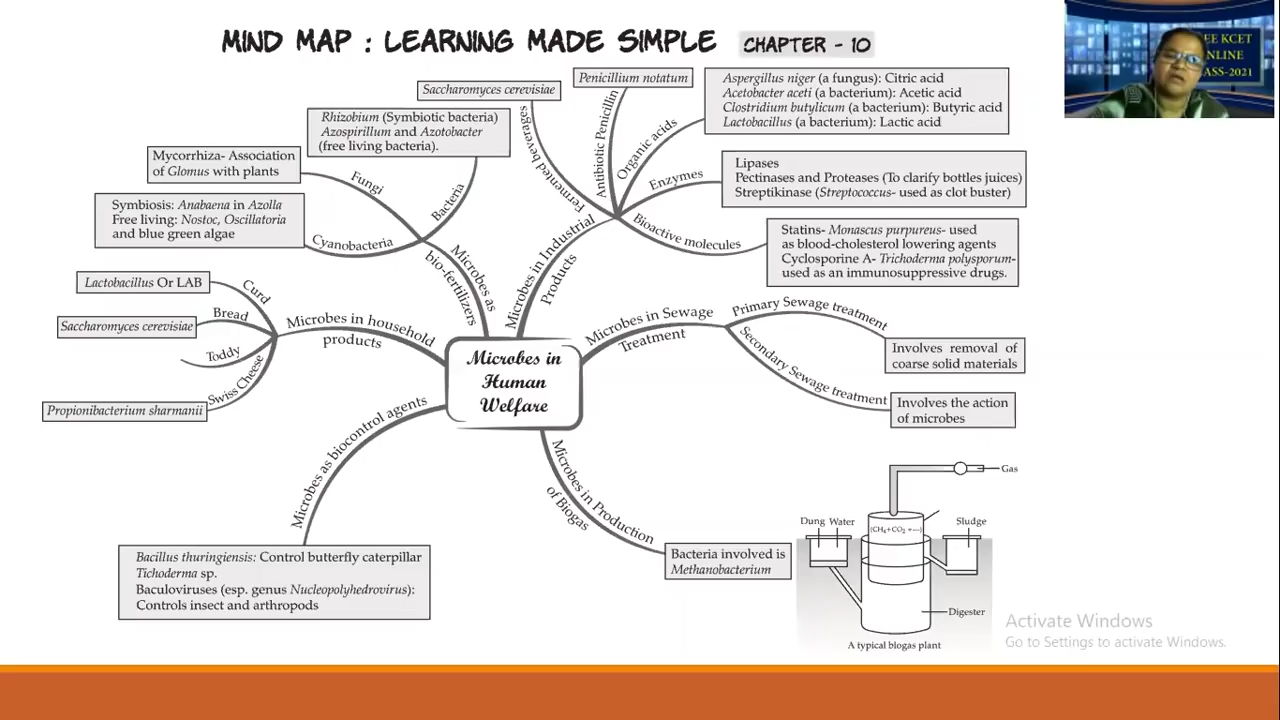 MIND MAP : LEARNING MADE SIMPLE CHAPTER - 10
EE KCET
NLINE
ASS-2021
Saccharomyces cerevisiae
Penicillium notatum
Aspergillus niger (a fungus): Citric acid
Acetobacter aceti (a bacterium): Acetic acid
Clostridium butylicum (a bacterium): Butyric acid
Lactobacillus (a bacterium): Lactic acid
Rhizobium (Symbiotic bacteria)
Azospirillum and Azotobacter
(free living bacteria).
Mycorrhiza- Association
of Glomus with plants
Symbiosis: Anabaena in Azolla
Free living: Nostoc, Oscillatoria
and blue green algae
Fungi
Bacteria
Cyanobacteria
Microbes as
bio-fertilizers
Fermented beverages
Antibiotic Penicillin
Organic acids
Enzymes
Bioactive molecules
Microbes in Industrial
Products
Lipases
Pectinases and Proteases (To clarify bottles juices)
Streptikinase (Streptococcus- used as clot buster)
Statins- Monascus purpureus- used
as blood-cholesterol lowering agents
Cyclosporine A- Trichoderma polysporum-
used as an immunosuppressive drugs.
Lactobacillus Or LAB
Saccharomyces cerevisiae
Propionibacterium sharmanii
Curd
Bread
Toddy
Swiss Cheese
Microbes in household
products
Microbes in
Human
Welfare
Microbes in Sewage
Treatment
Primary Sewage treatment
Secondary Sewage treatment
Involves removal of
coarse solid materials
Involves the action
of microbes
Microbes as biocontrol agents
Bacillus thuringiensis: Control butterfly caterpillar
Tichoderma sp.
Baculoviruses (esp. genus Nucleopolyhedrovirus):
Controls insect and arthropods
Microbes in Production
of Biogas
Bacteria involved is
Methanobacterium
Gas
Dung Water
(CH₄+CO₂ +---)
Sludge
Digester
A typical biogas plant
Activate Windows
Go to Settings to activate Windows.